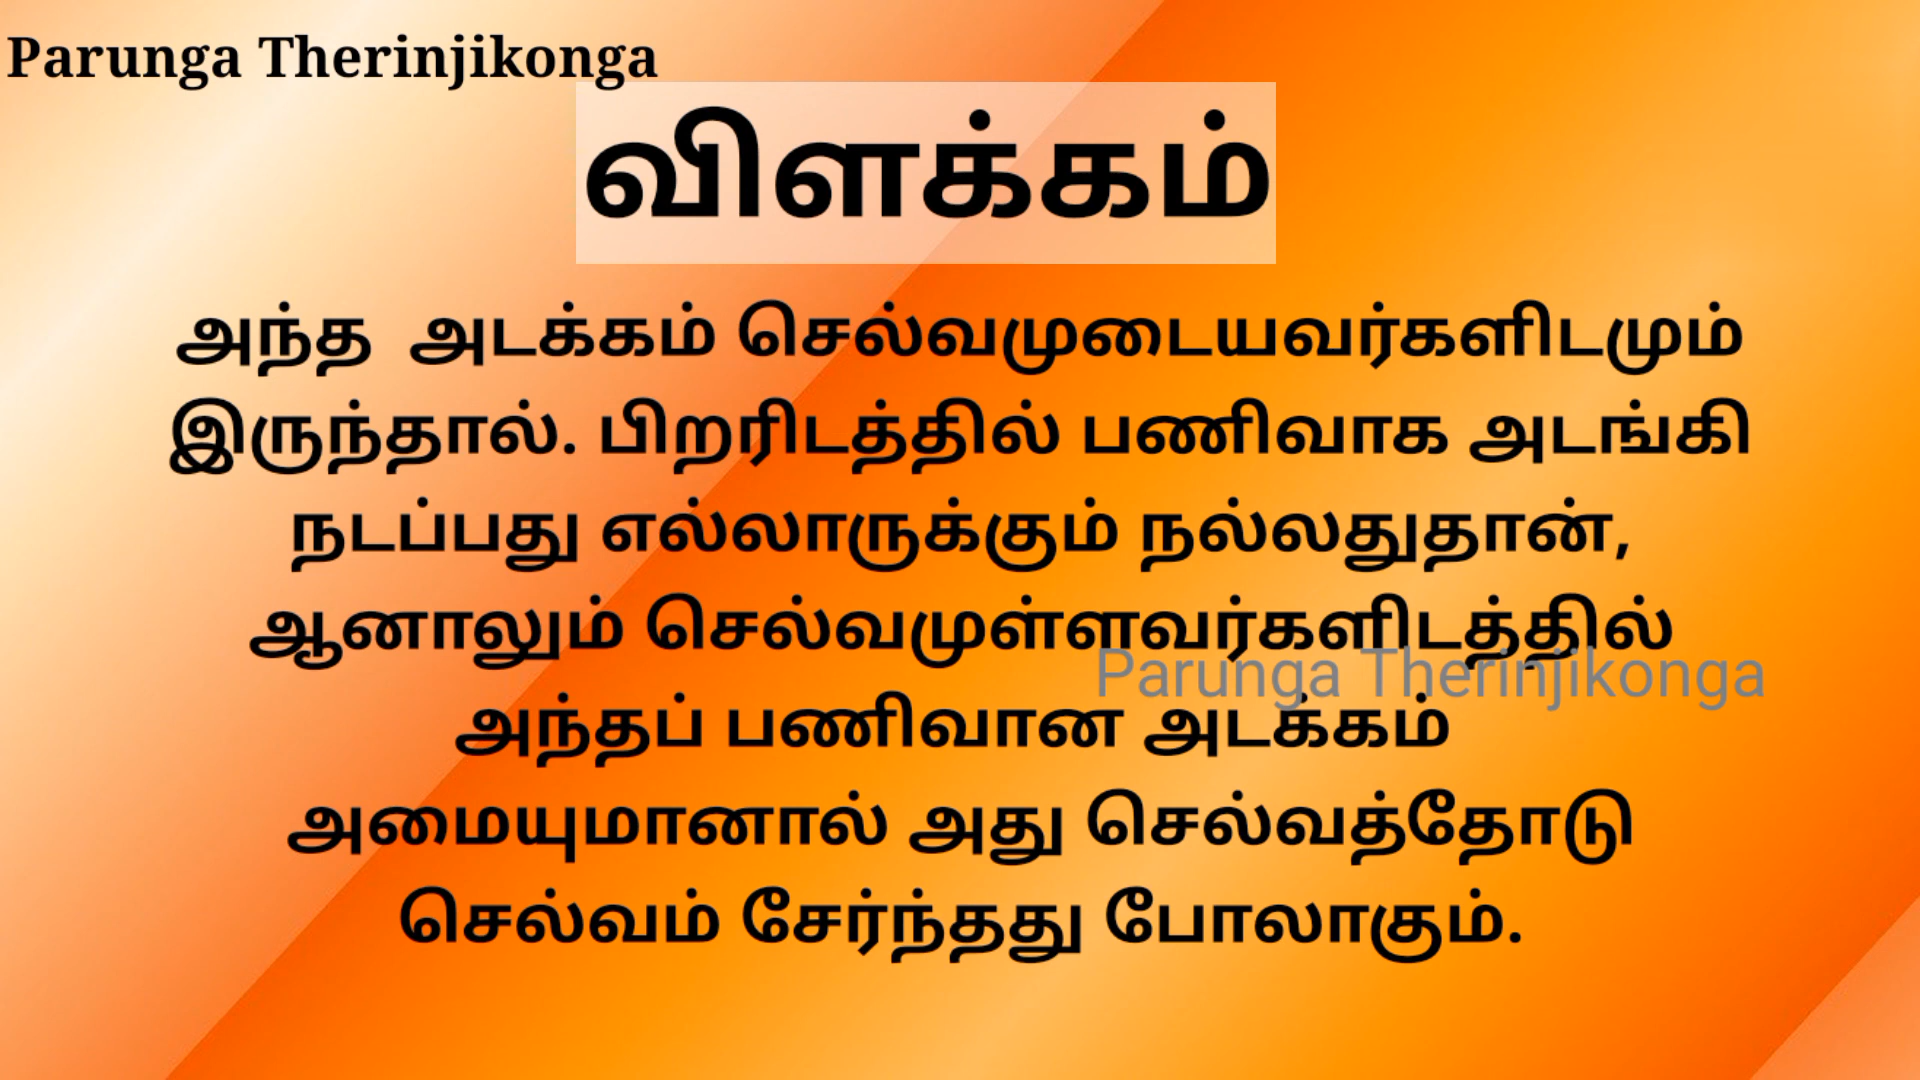 Parunga Therinjikonga
விளக்கம்
அந்த அடக்கம் செல்வமுடையவர்களிடமும்
இருந்தால். பிறரிடத்தில் பணிவாக அடங்கி
நடப்பது எல்லாருக்கும் நல்லதுதான்,
ஆனாலும் செல்வமுள்ளவர்களிடத்தில்
Parunga Therinjikonga
அந்தப் பணிவான அடக்கம்
அமையுமானால் அது செல்வத்தோடு
செல்வம் சேர்ந்தது போலாகும்.